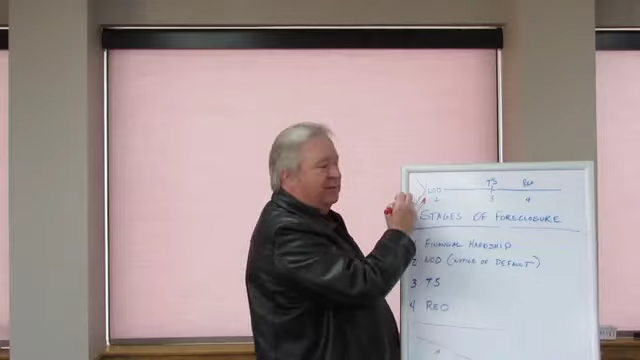 TS REO
2 3 4
STAGES OF FORECLOSURE
FINANCIAL HARDSHIP
2 NOD (NOTICE OF DEFAULT)
3 TS
4 REO